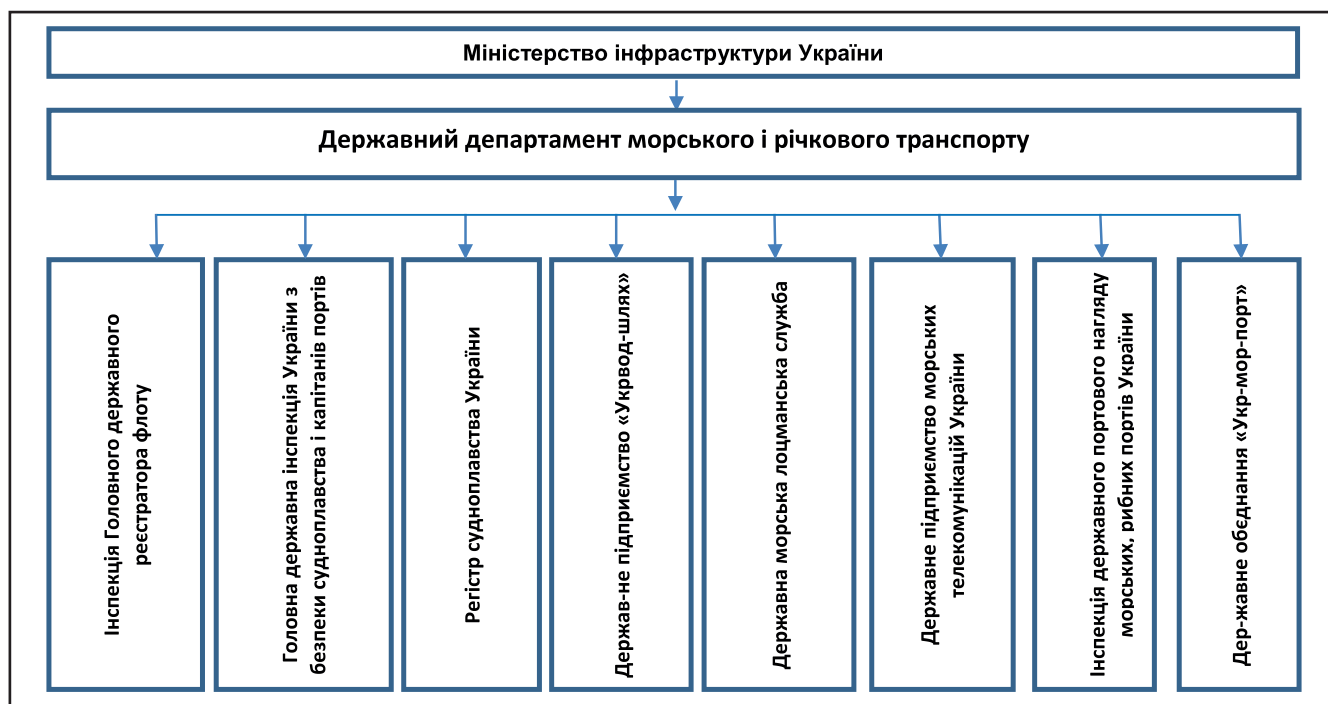 Міністерство інфраструктури України
Державний департамент морського і річкового транспорту
Інспекція Головного державного
реєстратора флоту
Головна державна інспекція України з
безпеки судноплавства і капітанів портів
Регістр судноплавства України
Держав-не підприємство «Укрвод-шлях»
Державна морська лоцманська служба
Державне підприємство морських
телекомунікацій України
Інспекція державного портового нагляду
морських, рибних портів України
Дер-жавне обєднання «Укр-мор-порт»